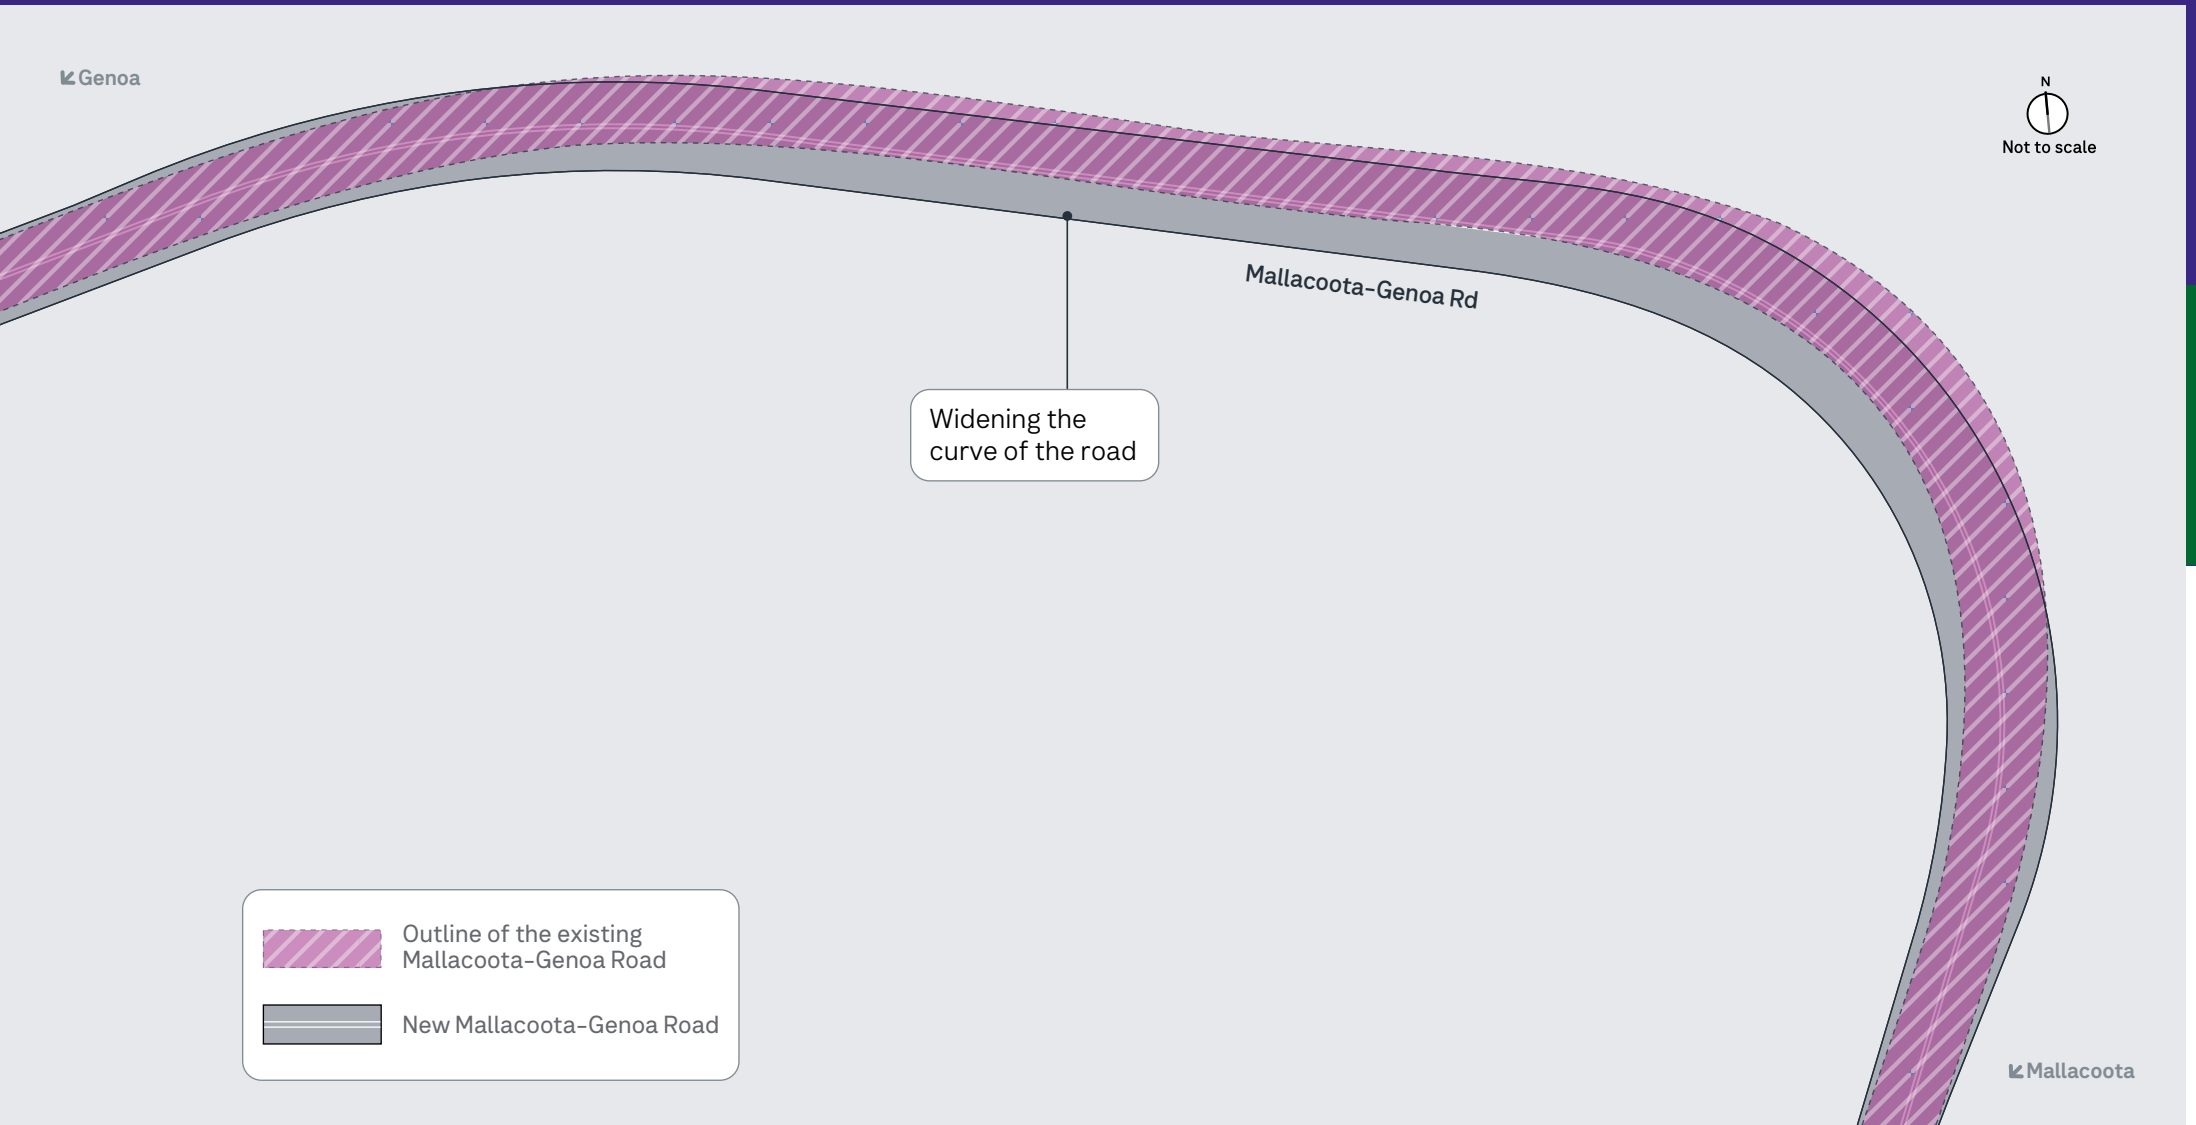 Genoa
N
Not to scale
Mallacoota-Genoa Rd
Widening the
curve of the road
Outline of the existing
Mallacoota-Genoa Road
New Mallacoota-Genoa Road
Mallacoota